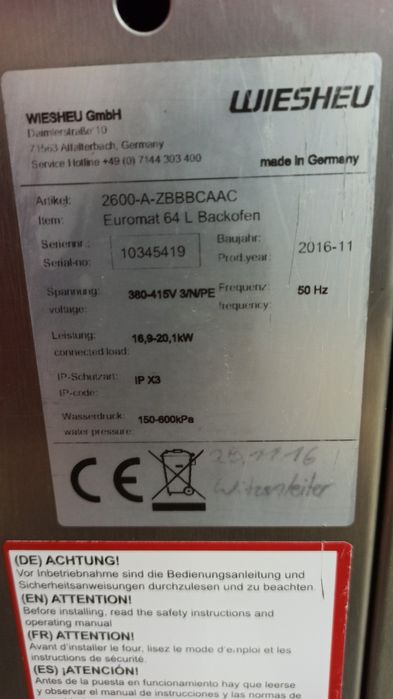 WIESHEU GmbH
Daimlerstraße 10
71563 Affalterbach, Germany
Service Hotline +49 (0) 7144 303 400
WIESHEU
made in Germany
Artikel: 2600-A-ZBBBCAAC
Item: Euromat 64 L Backofen
Seriennr.: 10345419 Baujahr: 2016-11
Serial-no: Prod.year:
Spannung: 380-415V 3/N/PE Frequenz: 50 Hz
voltage: frequency:
Leistung: 16,9-20,1kW
connected load:
IP-Schutzart: IP X3
IP-code:
Wasserdruck: 150-600kPa
water pressure:
CE
25.11.16
(DE) ACHTUNG!
Vor Inbetriebnahme sind die Bedienungsanleitung und
Sicherheitsanweisungen durchzulesen und zu beachten.
(EN) ATTENTION!
Before installing, read the safety instructions and
operating manual
(FR) ATTENTION!
Avant d'installer le four, lisez le mode d'emploi et les
instructions de sécurité.
(ES) ¡ATENCIÓN!
Antes de la puesta en funcionamiento hay que leerse
y observar el manual de instrucciones y las normas de